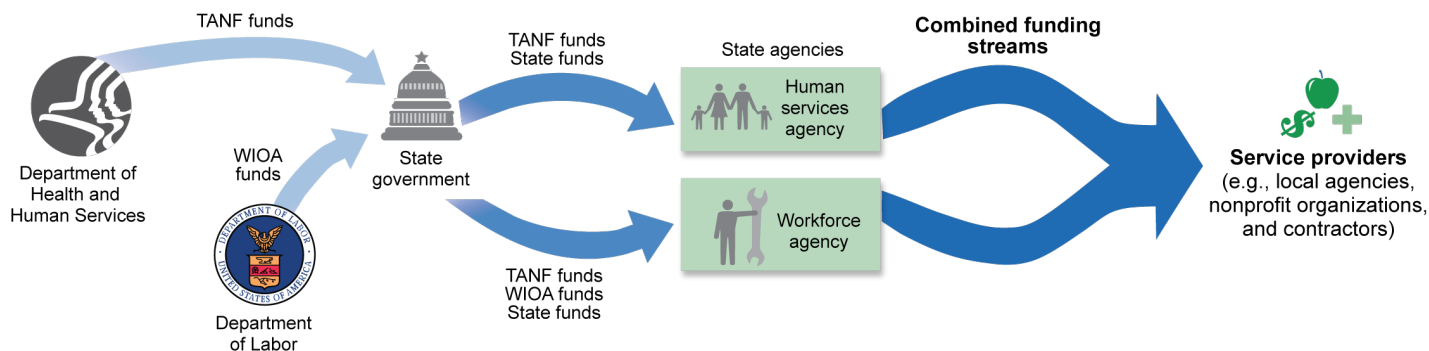 TANF funds
Department of
Health and
Human Services
WIOA
funds
DEPARTMENT OF LABOR
UNITED STATES OF AMERICA
Department
of Labor
State
government
TANF funds
State funds
TANF funds
WIOA funds
State funds
State agencies
Human
services
agency
Workforce
agency
Combined funding
streams
$
Service providers
(e.g., local agencies,
nonprofit organizations,
and contractors)